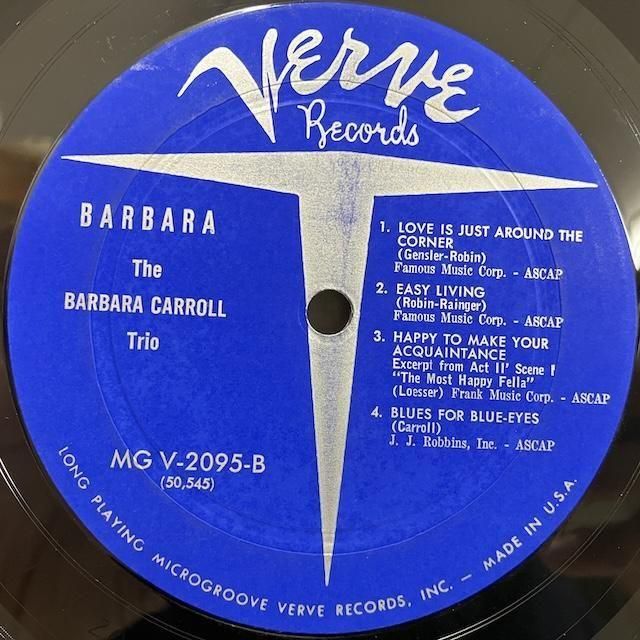 Verve
Records
BARBARA
The
BARBARA CARROLL
Trio
1. LOVE IS JUST AROUND THE
CORNER
(Gensler-Robin)
Famous Music Corp. - ASCAP
2. EASY LIVING
(Robin-Rainger)
Famous Music Corp. - ASCAP
3. HAPPY TO MAKE YOUR
ACQUAINTANCE
Excerpt from Act II' Scene I
"The Most Happy Fella"
(Loesser) Frank Music Corp. - ASCAP
4. BLUES FOR BLUE-EYES
(Carroll)
J. J. Robbins, Inc. - ASCAP
MG V-2095-B
(50,545)
LONG PLAYING MICROGROOVE VERVE RECORDS, INC. — MADE IN U.S.A.